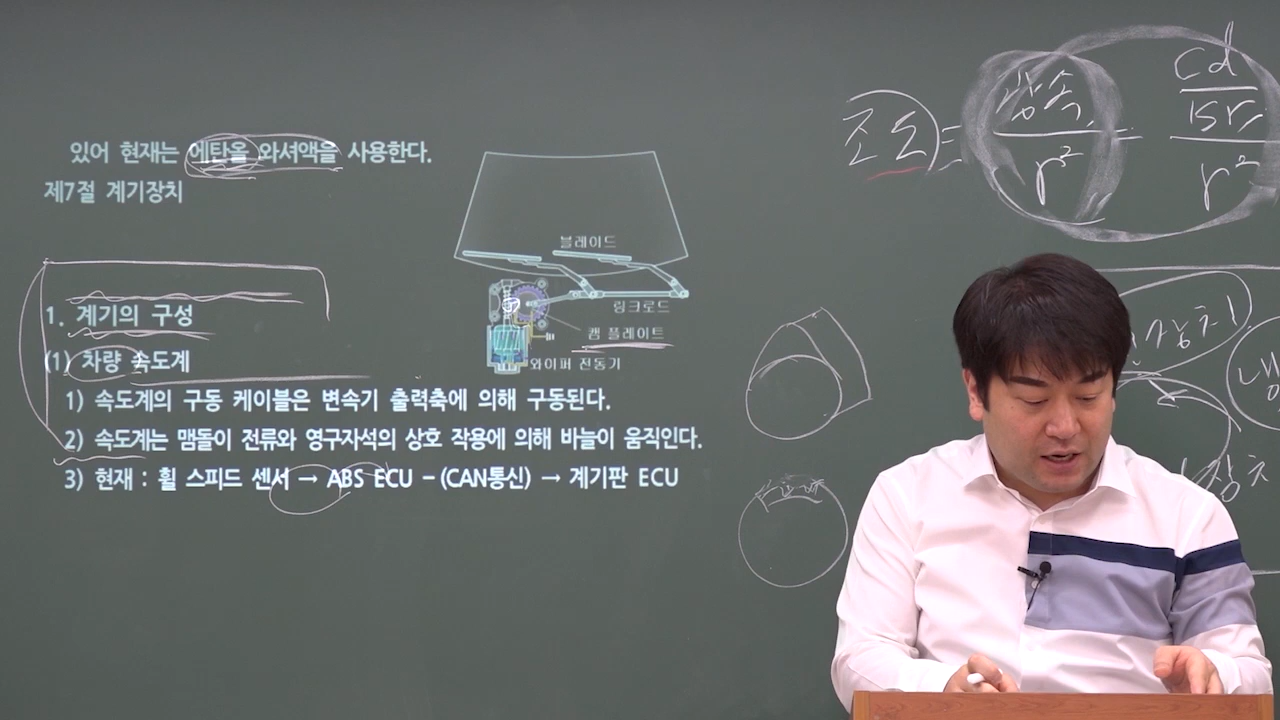 있어 현재는 에탄올 와셔액을 사용한다.
제7절 계기장치
1. 계기의 구성
(1) 차량 속도계
1) 속도계의 구동 케이블은 변속기 출력축에 의해 구동된다.
2) 속도계는 맴돌이 전류와 영구자석의 상호 작용에 의해 바늘이 움직인다.
3) 현재 : 휠 스피드 센서 → ABS ECU - (CAN통신) → 계기판 ECU
블레이드
링크로드
캠 플레이트
와이퍼 전동기
조도 = 광속 / r² = cd / r²
장치
냉
장치